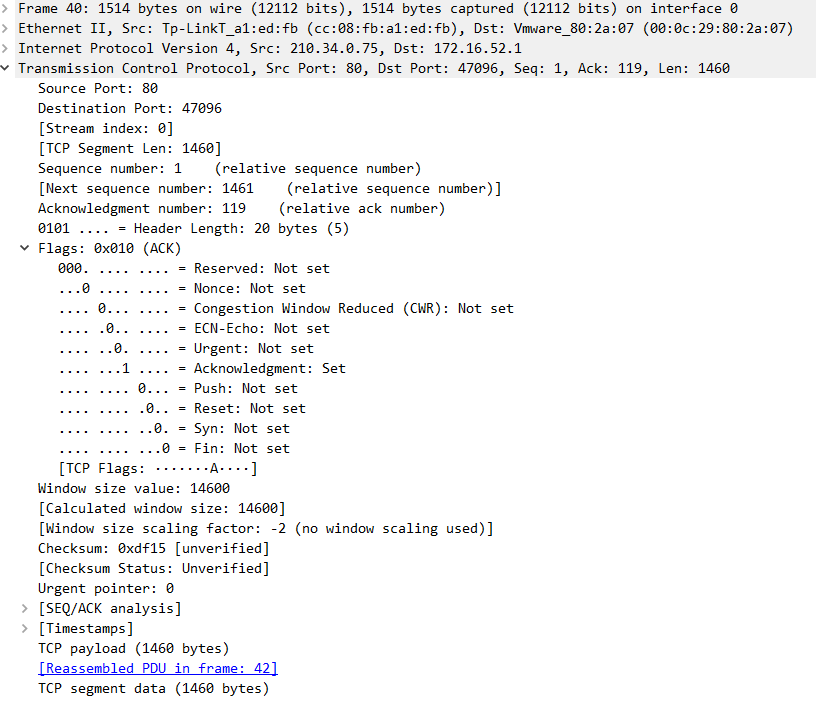 Frame 40: 1514 bytes on wire (12112 bits), 1514 bytes captured (12112 bits) on interface 0
Ethernet II, Src: Tp-LinkT_a1:ed:fb (cc:08:fb:a1:ed:fb), Dst: Vmware_80:2a:07 (00:0c:29:80:2a:07)
Internet Protocol Version 4, Src: 210.34.0.75, Dst: 172.16.52.1
Transmission Control Protocol, Src Port: 80, Dst Port: 47096, Seq: 1, Ack: 119, Len: 1460
Source Port: 80
Destination Port: 47096
[Stream index: 0]
[TCP Segment Len: 1460]
Sequence number: 1    (relative sequence number)
[Next sequence number: 1461    (relative sequence number)]
Acknowledgment number: 119    (relative ack number)
0101 .... = Header Length: 20 bytes (5)
Flags: 0x010 (ACK)
000. .... .... = Reserved: Not set
...0 .... .... = Nonce: Not set
.... 0... .... = Congestion Window Reduced (CWR): Not set
.... .0.. .... = ECN-Echo: Not set
.... ..0. .... = Urgent: Not set
.... ...1 .... = Acknowledgment: Set
.... .... 0... = Push: Not set
.... .... .0.. = Reset: Not set
.... .... ..0. = Syn: Not set
.... .... ...0 = Fin: Not set
[TCP Flags: ·······A····]
Window size value: 14600
[Calculated window size: 14600]
[Window size scaling factor: -2 (no window scaling used)]
Checksum: 0xdf15 [unverified]
[Checksum Status: Unverified]
Urgent pointer: 0
[SEQ/ACK analysis]
[Timestamps]
TCP payload (1460 bytes)
[Reassembled PDU in frame: 42]
TCP segment data (1460 bytes)